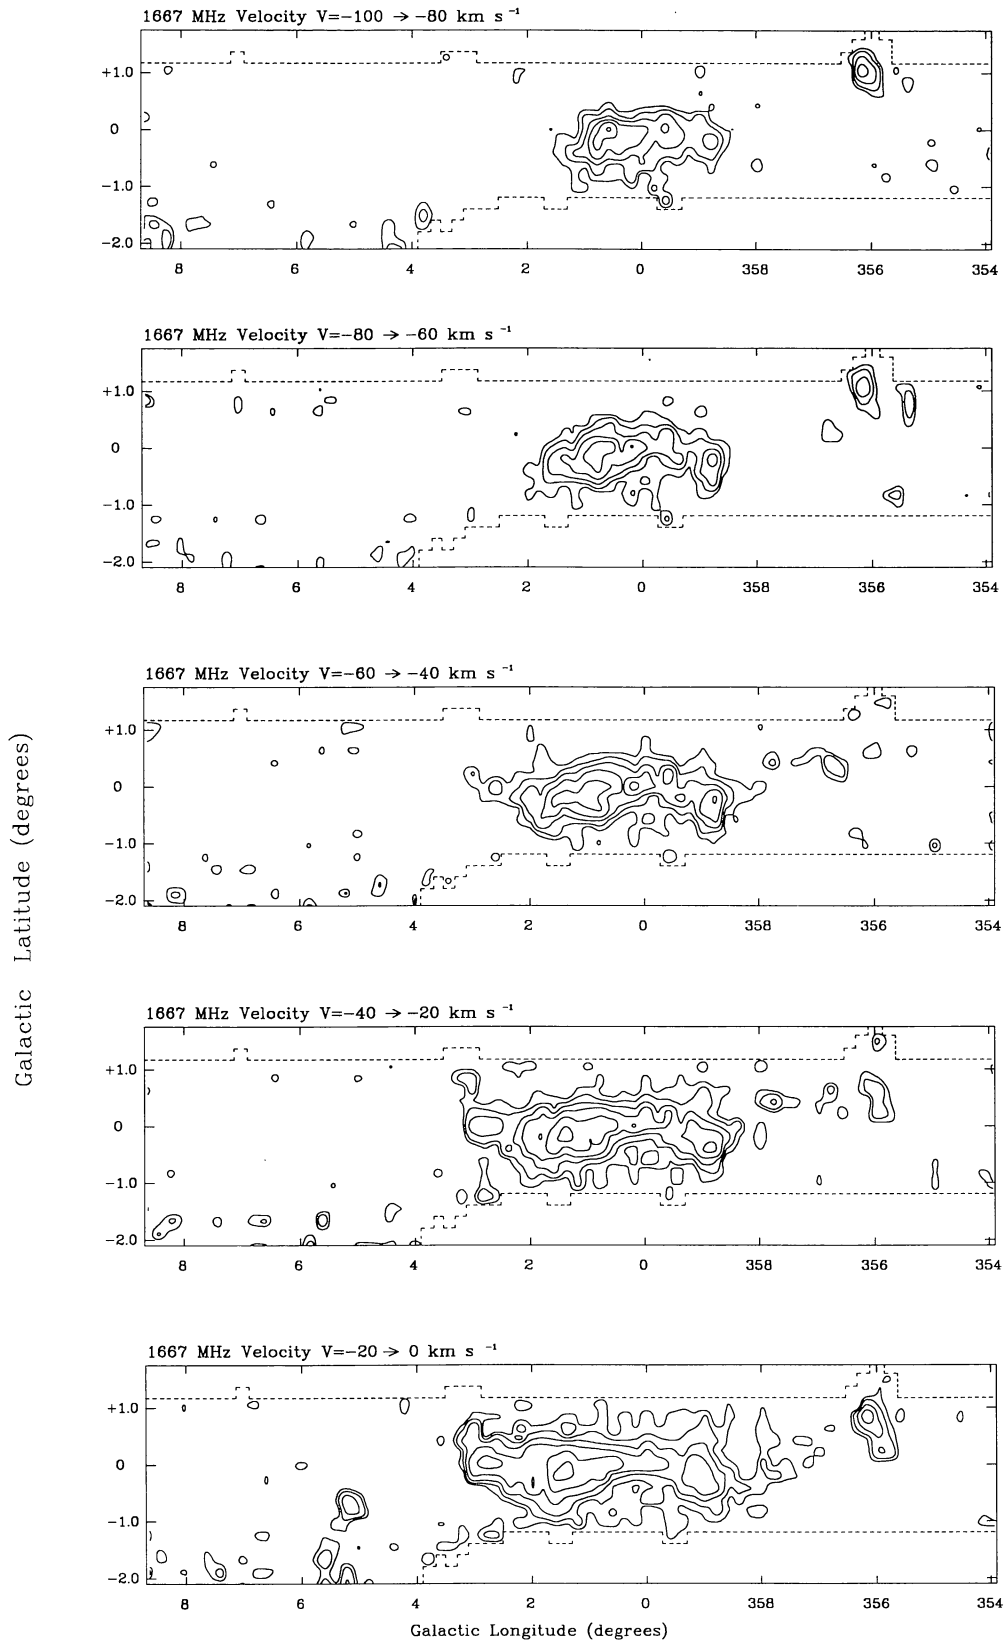 1667 MHz Velocity V=−100 → −80 km s −1
+1.0
0
−1.0
−2.0
8 6 4 2 0 358 356 354
1667 MHz Velocity V=−80 → −60 km s −1
+1.0
0
−1.0
−2.0
8 6 4 2 0 358 356 354
1667 MHz Velocity V=−60 → −40 km s −1
+1.0
0
−1.0
−2.0
8 6 4 2 0 358 356 354
Galactic Latitude (degrees)
1667 MHz Velocity V=−40 → −20 km s −1
+1.0
0
−1.0
−2.0
8 6 4 2 0 358 356 354
1667 MHz Velocity V=−20 → 0 km s −1
+1.0
0
−1.0
−2.0
8 6 4 2 0 358 356 354
Galactic Longitude (degrees)